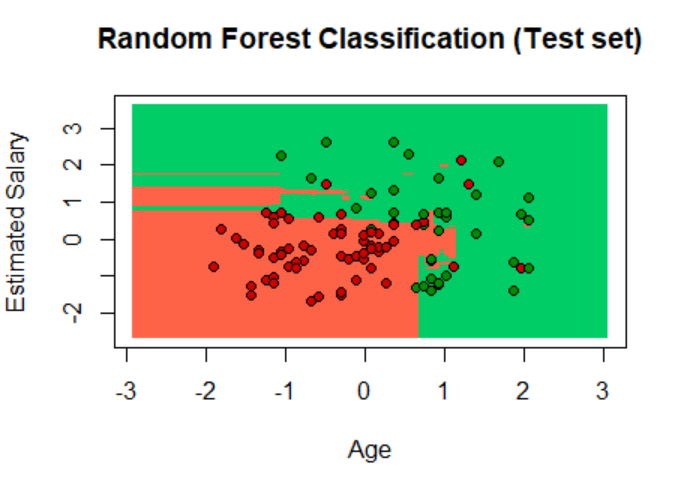 Random Forest Classification (Test set)
Estimated Salary
3
2
1
0
-2
-3 -2 -1 0 1 2 3
Age